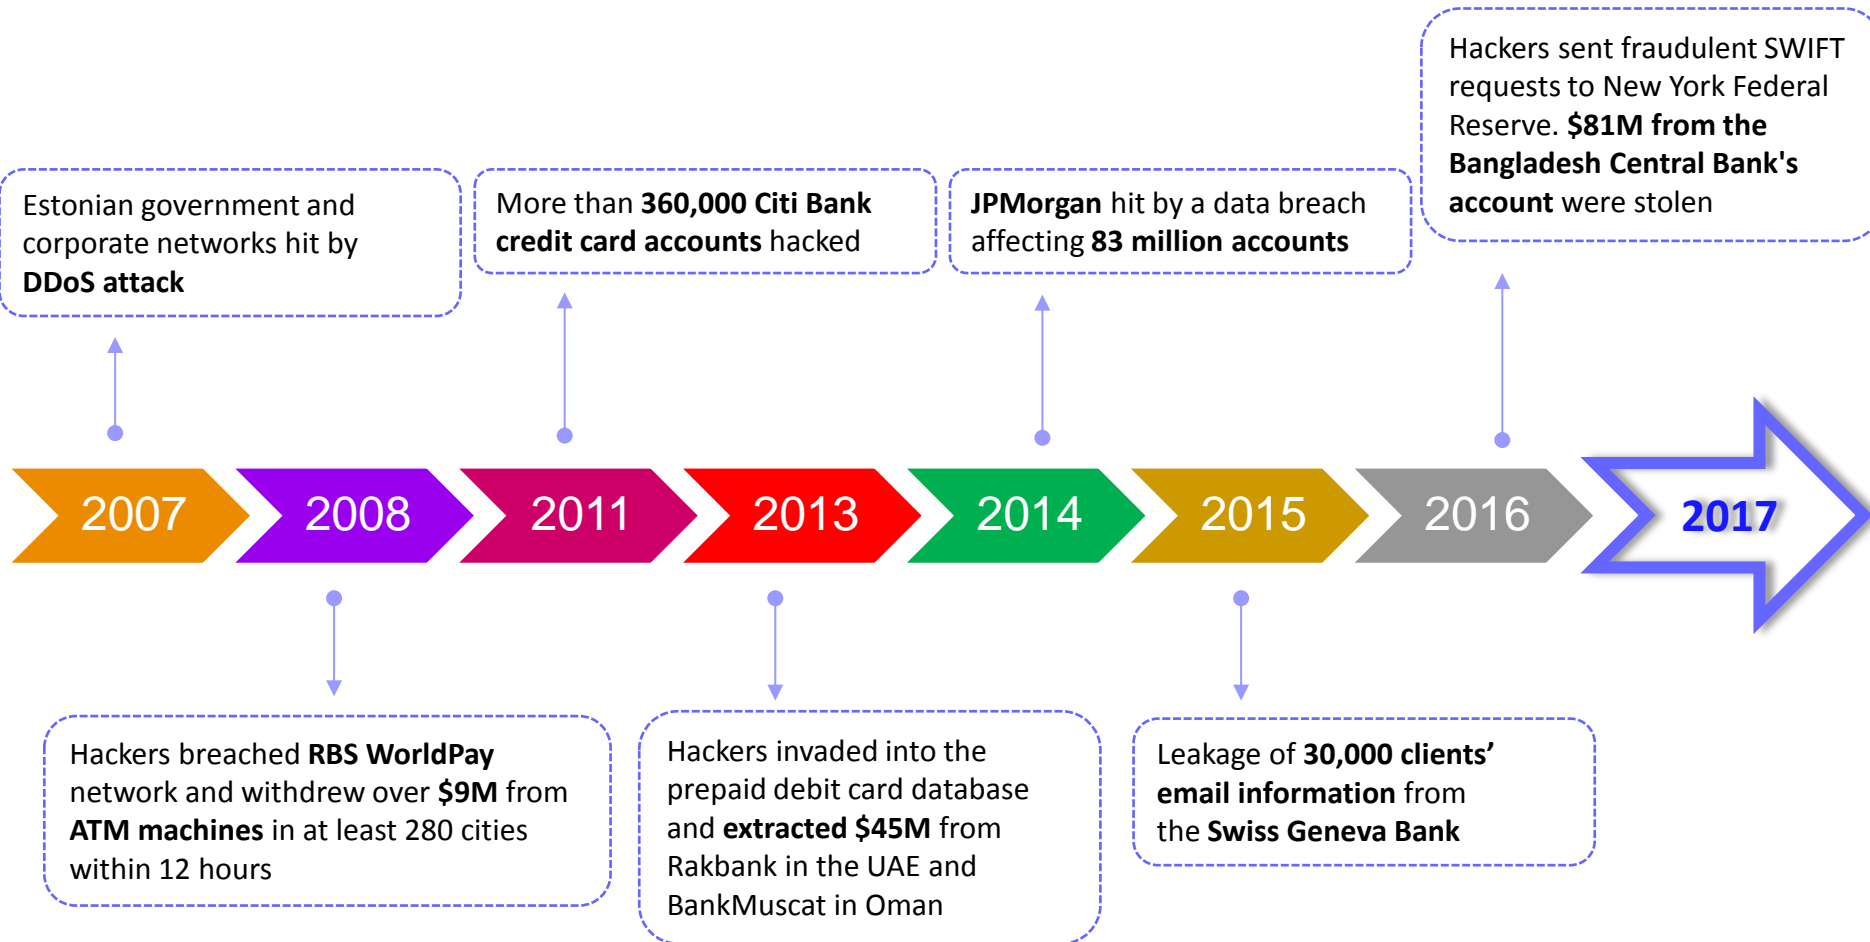 Hackers sent fraudulent SWIFT
requests to New York Federal
Reserve. $81M from the
Bangladesh Central Bank's
account were stolen
Estonian government and
corporate networks hit by
DDoS attack
More than 360,000 Citi Bank
credit card accounts hacked
JPMorgan hit by a data breach
affecting 83 million accounts
2007
2008
2011
2013
2014
2015
2016
2017
Hackers breached RBS WorldPay
network and withdrew over $9M from
ATM machines in at least 280 cities
within 12 hours
Hackers invaded into the
prepaid debit card database
and extracted $45M from
Rakbank in the UAE and
BankMuscat in Oman
Leakage of 30,000 clients’
email information from
the Swiss Geneva Bank